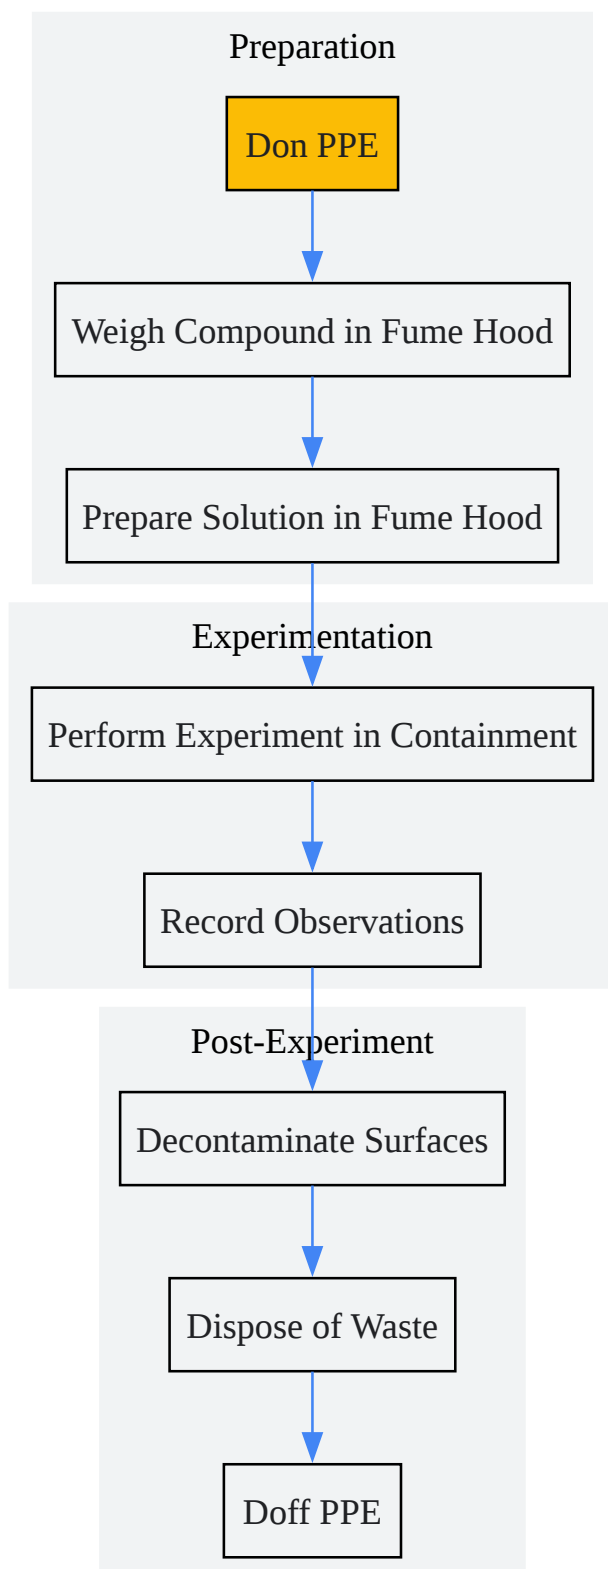 Preparation
Don PPE
Weigh Compound in Fume Hood
Prepare Solution in Fume Hood
Experimentation
Perform Experiment in Containment
Record Observations
Post-Experiment
Decontaminate Surfaces
Dispose of Waste
Doff PPE